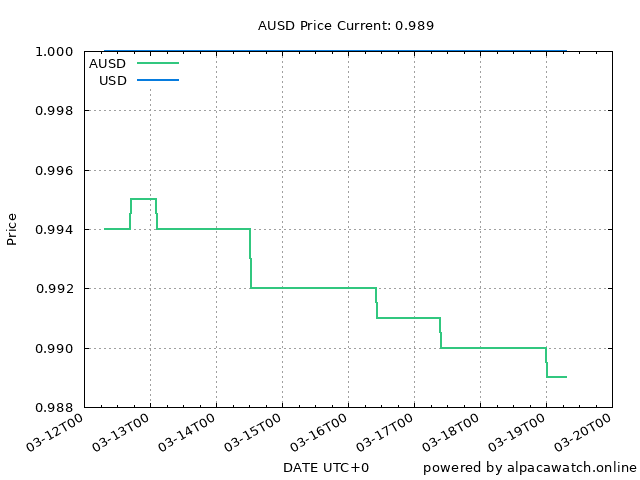 AUSD Price Current: 0.989
1.000
AUSD
USD
0.998
0.996
0.994
Price
0.992
0.990
0.988
03-12T00 03-13T00 03-14T00 03-15T00 03-16T00 03-17T00 03-18T00 03-19T00 03-20T00
DATE UTC+0
powered by alpacawatch.online